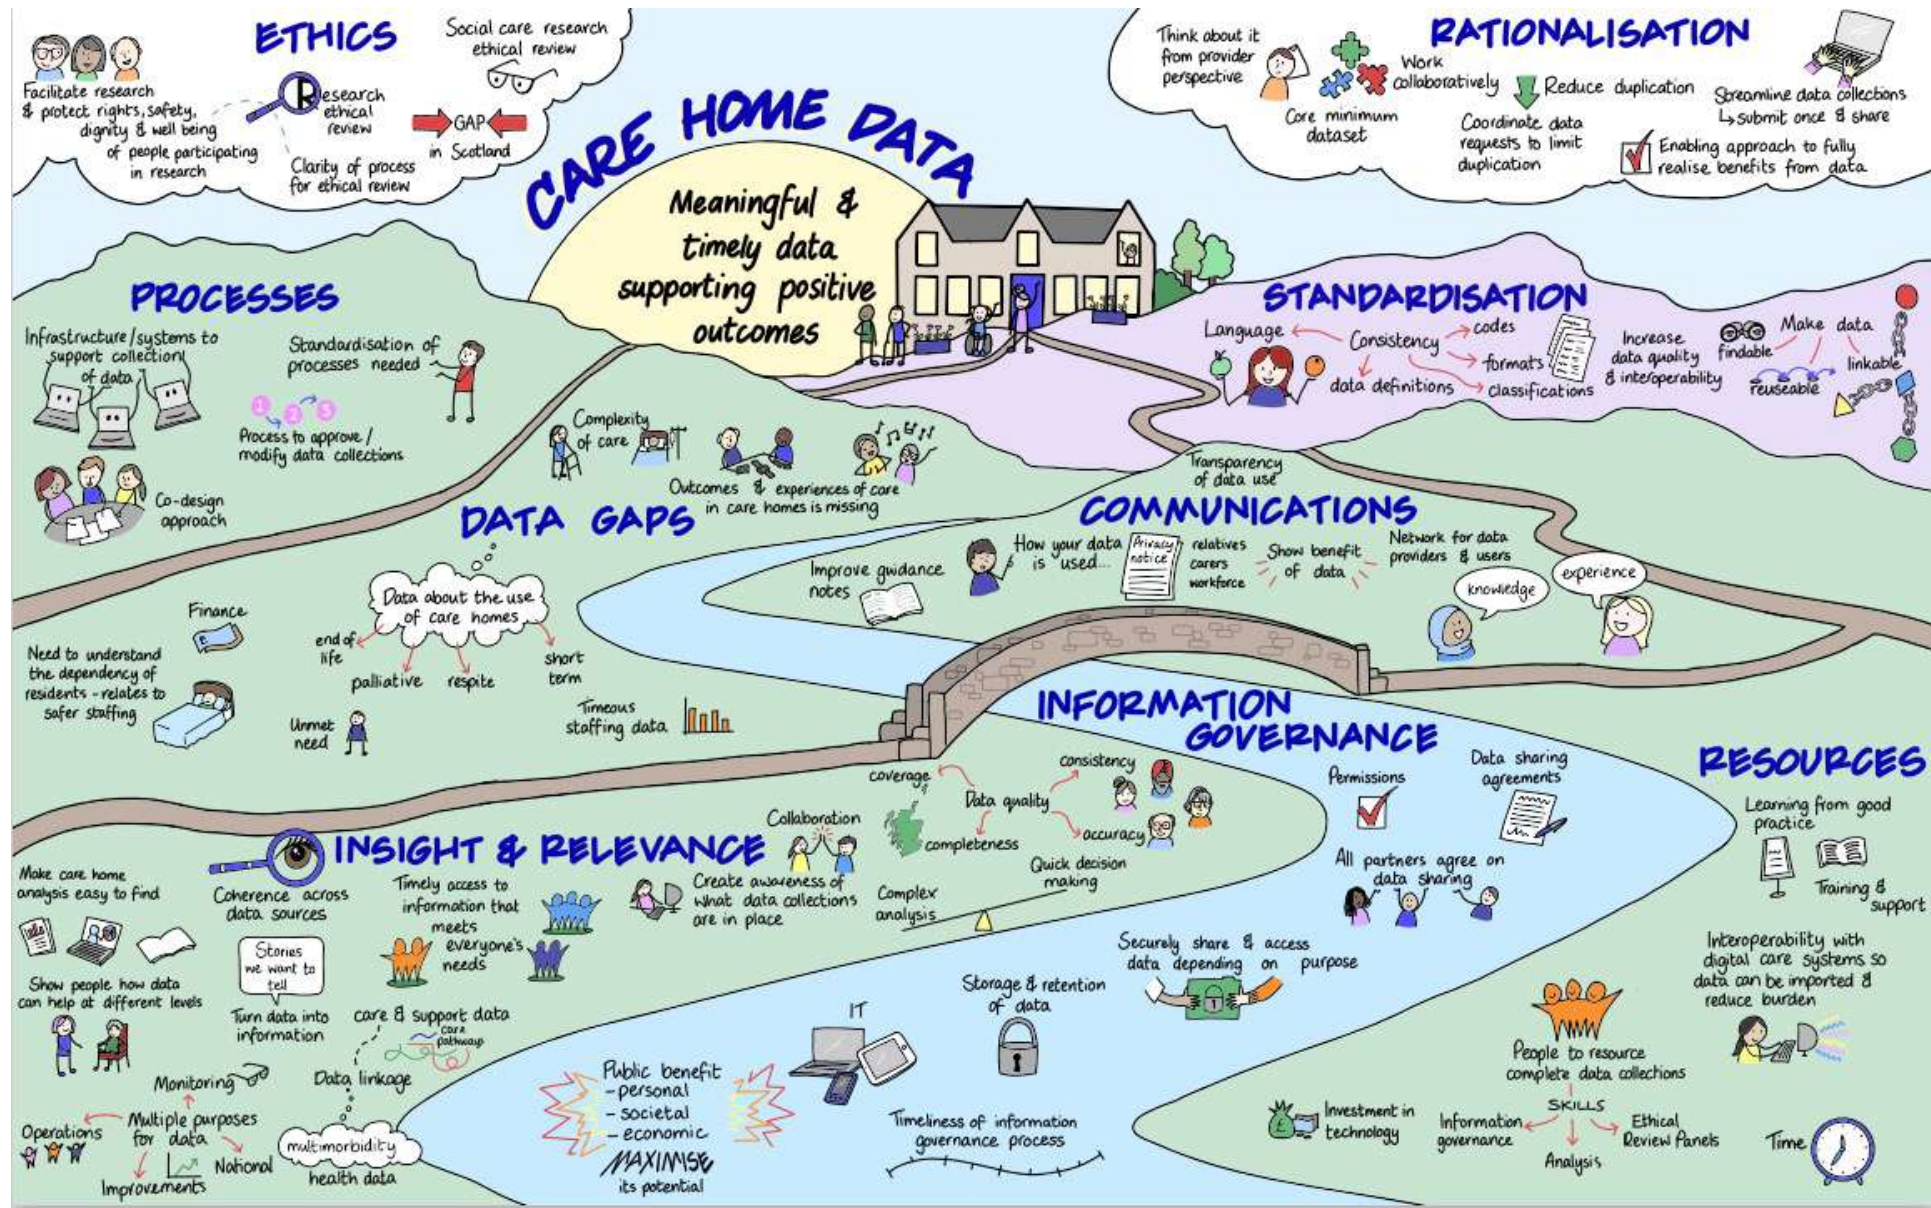 ETHICS
Social care research
ethical review
Facilitate research
& protect rights, safety,
dignity & well being
of people participating
in research
Research
ethical
review
Clarity of process
for ethical review
GAP
in Scotland
CARE HOME DATA
Meaningful &
timely data
supporting positive
outcomes
RATIONALISATION
Think about it
from provider
perspective
Work
collaboratively
Core minimum
dataset
Reduce duplication
Coordinate data
requests to limit
duplication
Streamline data collections
↳submit once & share
Enabling approach to fully
realise benefits from data
PROCESSES
Infrastructure/systems to
support collection
of data
Standardisation of
processes needed
1
2
3
Process to approve/
modify data collections
Co-design
approach
STANDARDISATION
Language
Consistency
codes
formats
data definitions
classifications
Increase
data quality
& interoperability
Make data
findable
reuseable
linkable
Complexity
of care
Outcomes & experiences of care
in care homes is missing
DATA GAPS
Data about the use
of care homes
end of
life
palliative
respite
short
term
Finance
Need to understand
the dependency of
residents - relates to
safer staffing
Unmet
need
Timeous
staffing data
Transparency
of data use
COMMUNICATIONS
Improve guidance
notes
How your data
is used...
Privacy
notice
relatives
carers
workforce
Show benefit
of data
Network for data
providers & users
knowledge
experience
INFORMATION
GOVERNANCE
Permissions
Data sharing
agreements
All partners agree on
data sharing
Securely share & access
data depending on purpose
Storage & retention
of data
IT
Public benefit
- personal
- societal
- economic
MAXIMISE
its potential
Timeliness of information
governance process
INSIGHT & RELEVANCE
Collaboration
coverage
Data quality
consistency
completeness
accuracy
Quick decision
making
Complex
analysis
Make care home
analysis easy to find
Coherence across
data sources
Timely access to
information that
meets
everyone's
needs
Create awareness of
what data collections
are in place
Show people how data
can help at different levels
Stories
we want to
tell
Turn data into
information
care & support data
care
pathway
Data linkage
multimorbidity
health data
Monitoring
Multiple purposes
for data
Operations
Improvements
National
RESOURCES
Learning from good
practice
Training &
support
Interoperability with
digital care systems so
data can be imported &
reduce burden
People to resource
complete data collections
SKILLS
Information
governance
Analysis
Ethical
Review Panels
£
Investment in
technology
Time